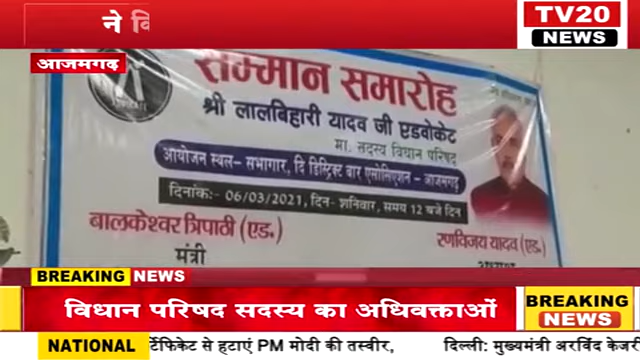 ने
TV20
NEWS
आजमगढ़
सम्मान समारोह
श्री लालबिहारी यादव जी एडवोकेट
मा. सदस्य विधान परिषद
आयोजन स्थल- सभागार, दि डिस्ट्रिक्ट बार एसोसिएशन- आजमगढ़
दिनांक:- 06/03/2021, दिन- शनिवार, समय 12 बजे दिन
बालकेश्वर त्रिपाठी (एड॰)
मंत्री
रणविजय यादव (एड॰)
BREAKING NEWS
विधान परिषद सदस्य का अधिवक्ताओं
BREAKING
NEWS
NATIONAL
र्टिफिकेट से हटाएं PM मोदी की तस्वीर, दिल्ली: मुख्यमंत्री अरविंद केजरी